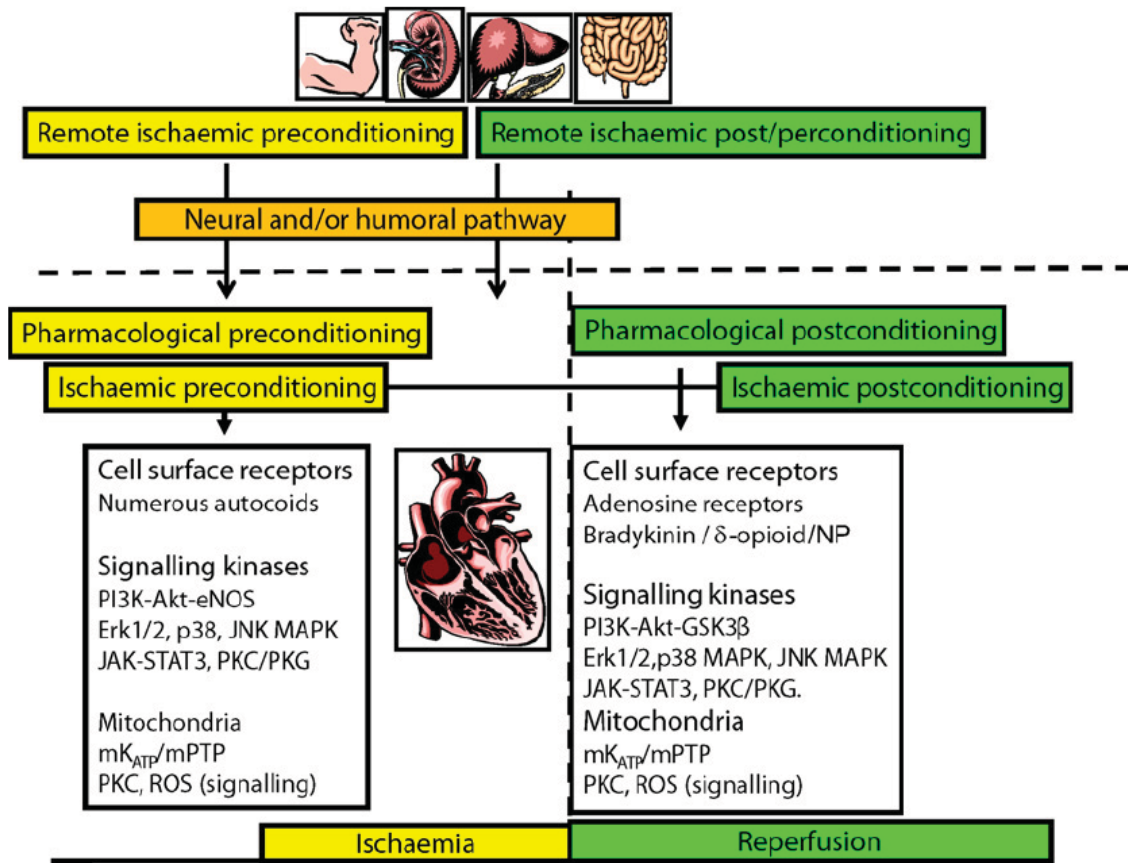 Remote ischaemic preconditioning
Remote ischaemic post/perconditioning
Neural and/or humoral pathway
Pharmacological preconditioning
Pharmacological postconditioning
Ischaemic preconditioning
Ischaemic postconditioning
Cell surface receptors
Numerous autocoids
Signalling kinases
PI3K-Akt-eNOS
Erk1/2, p38, JNK MAPK
JAK-STAT3, PKC/PKG
Mitochondria
mKATP/mPTP
PKC, ROS (signalling)
Cell surface receptors
Adenosine receptors
Bradykinin / δ-opioid/NP
Signalling kinases
PI3K-Akt-GSK3β
Erk1/2,p38 MAPK, JNK MAPK
JAK-STAT3, PKC/PKG.
Mitochondria
mKATP/mPTP
PKC, ROS (signalling)
Ischaemia
Reperfusion